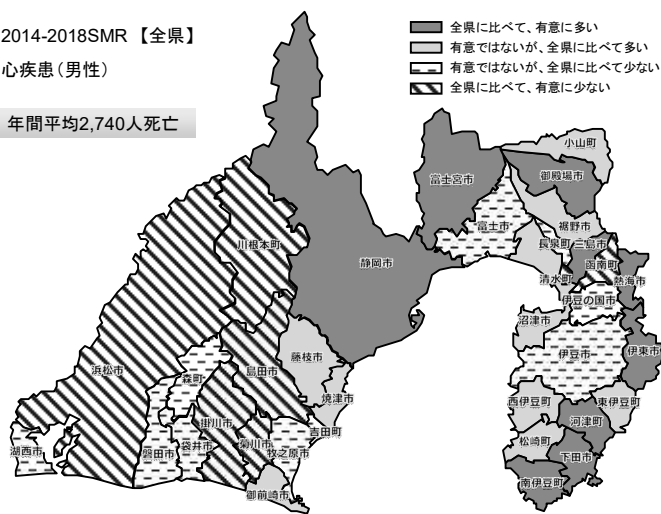 2014-2018SMR 【全県】
心疾患(男性)
年間平均2,740人死亡
全県に比べて、有意に多い
有意ではないが、全県に比べて多い
有意ではないが、全県に比べて少ない
全県に比べて、有意に少ない
小山町
御殿場市
富士宮市
裾野市
富士市
長泉町
三島市
函南町
清水町
熱海市
伊豆の国市
川根本町
静岡市
沼津市
伊東市
伊豆市
藤枝市
島田市
浜松市
森町
焼津市
西伊豆町
東伊豆町
河津町
掛川市
吉田町
松崎町
菊川市
湖西市
磐田市
袋井市
牧之原市
下田市
南伊豆町
御前崎市